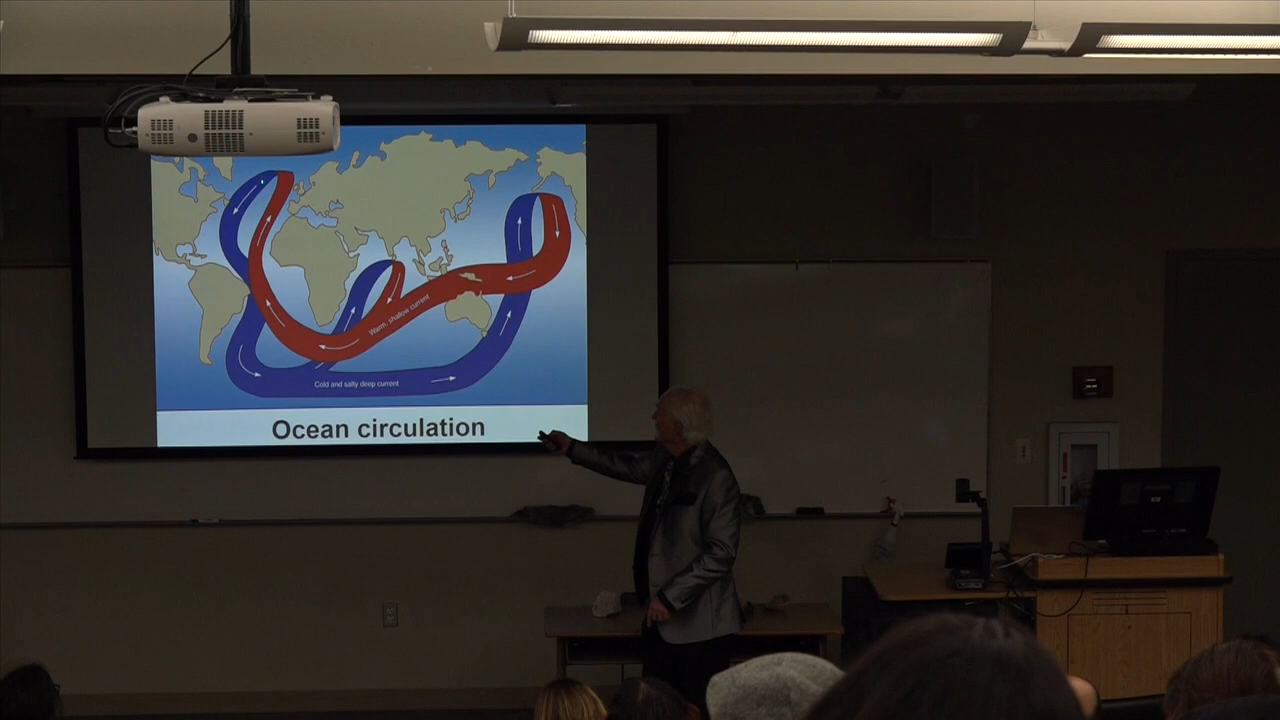 Warm, shallow current
Cold and salty deep current
Ocean circulation